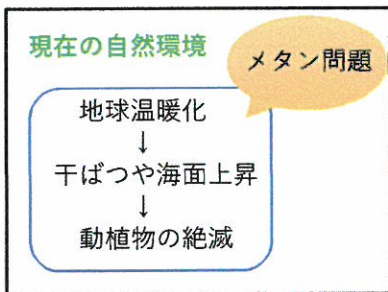 現在の自然環境
メタン問題
地球温暖化
↓
干ばつや海面上昇
↓
動植物の絶滅